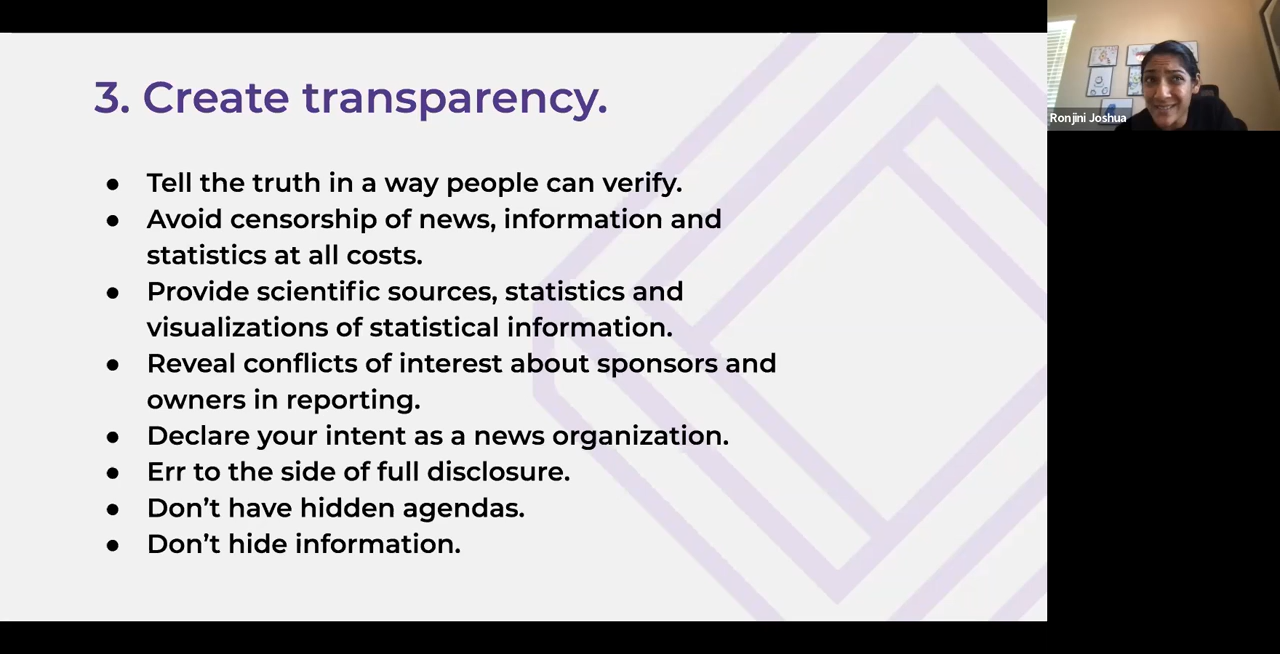 3. Create transparency.
● Tell the truth in a way people can verify.
● Avoid censorship of news, information and
statistics at all costs.
● Provide scientific sources, statistics and
visualizations of statistical information.
● Reveal conflicts of interest about sponsors and
owners in reporting.
● Declare your intent as a news organization.
● Err to the side of full disclosure.
● Don’t have hidden agendas.
● Don’t hide information.
Ronjini Joshua